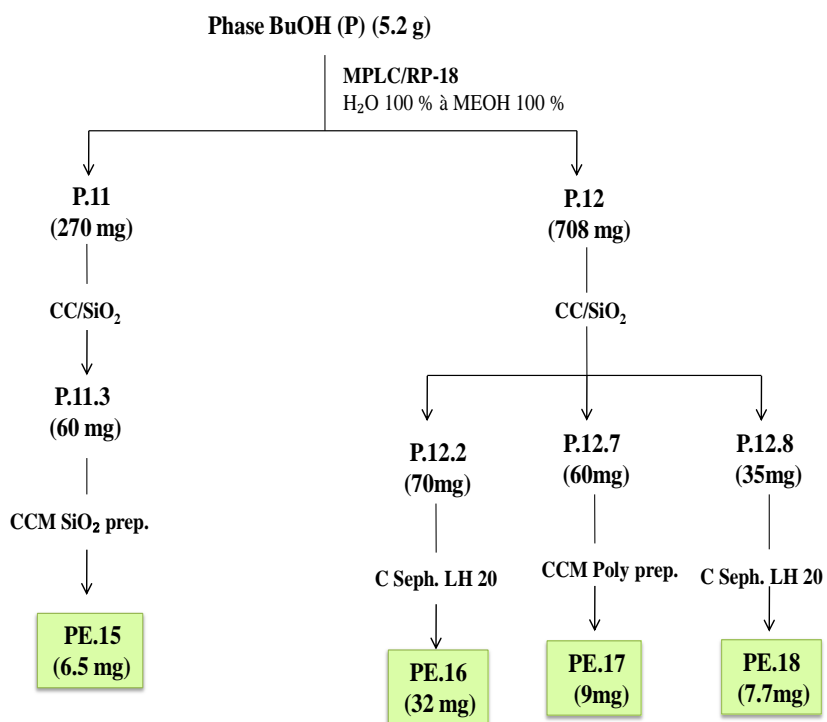 Phase BuOH (P) (5.2 g)
MPLC/RP-18
H₂O 100 % à MEOH 100 %
P.11
(270 mg)
CC/SiO₂
P.11.3
(60 mg)
CCM SiO₂ prep.
PE.15
(6.5 mg)
P.12
(708 mg)
CC/SiO₂
P.12.2
(70mg)
C Seph. LH 20
PE.16
(32 mg)
P.12.7
(60mg)
CCM Poly prep.
PE.17
(9mg)
P.12.8
(35mg)
C Seph. LH 20
PE.18
(7.7mg)